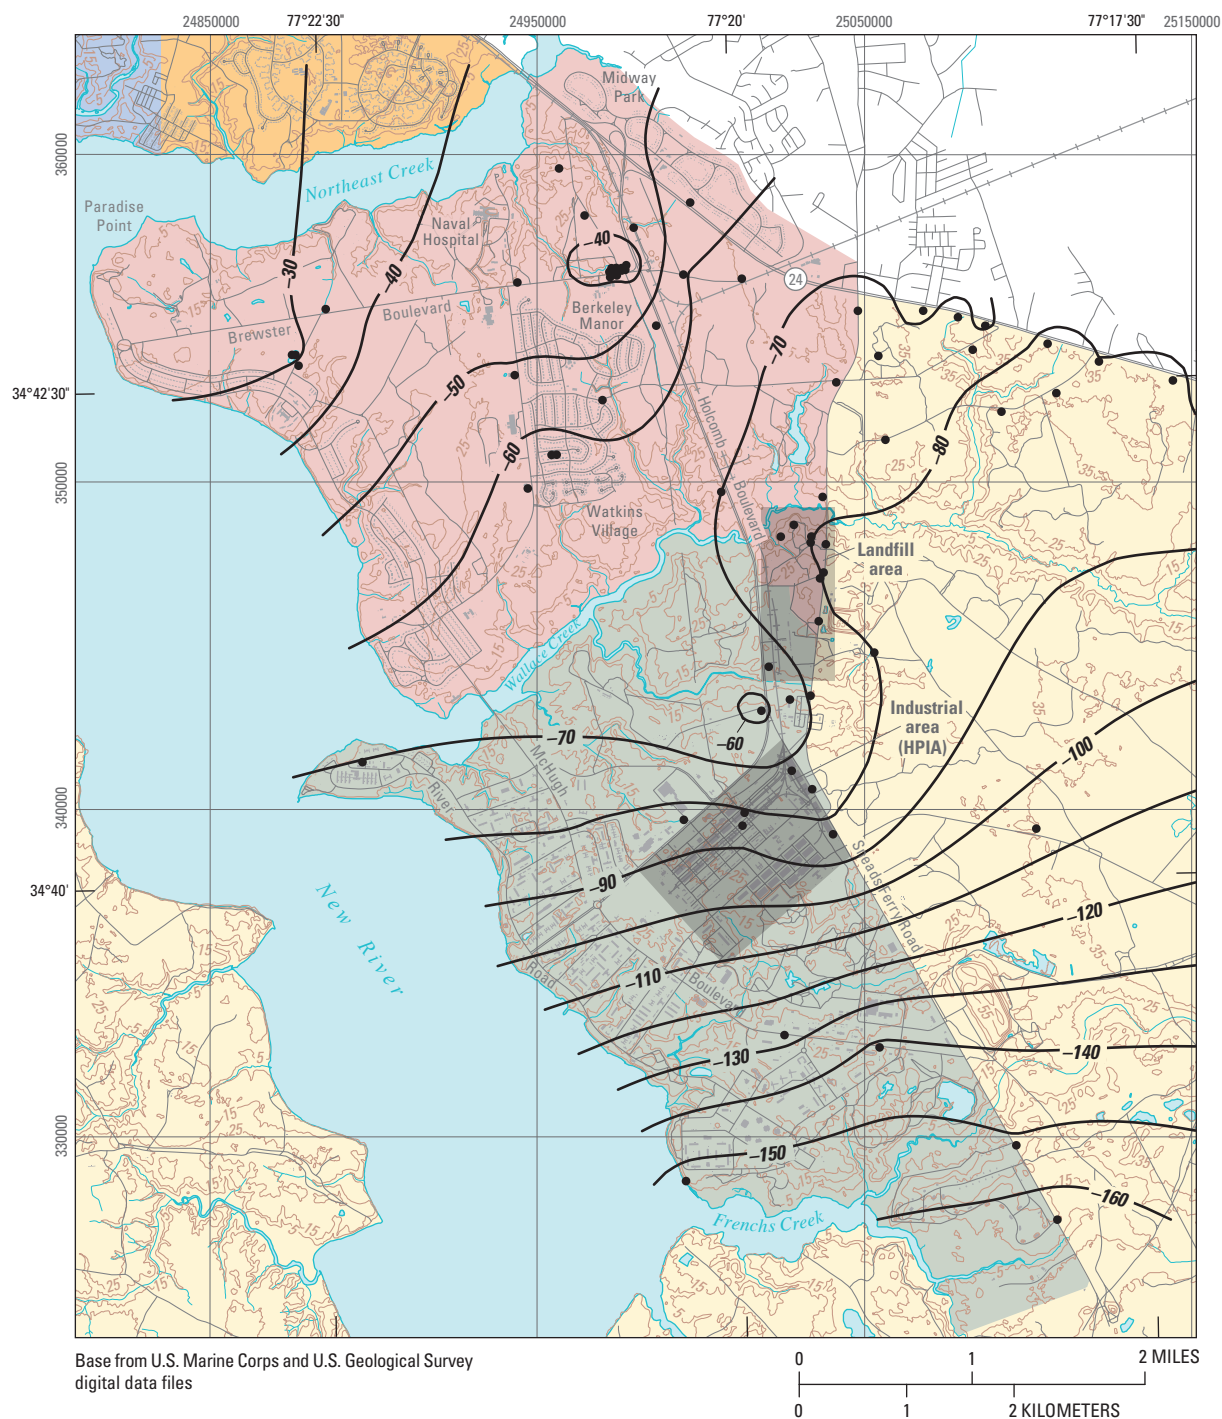 24850000
77°22'30"
24950000
77°20'
25050000
77°17'30"
25150000
Midway
Park
360000
Northeast Creek
Paradise
Point
Naval
Hospital
–40
–30
–40
24
Berkeley
Manor
Boulevard
Brewster
–70
–50
34°42'30"
Holcomb
Boulevard
–80
–60
350000
Watkins
Village
Landfill
area
Wallace Creek
Industrial
area
(HPIA)
–60
–70
–100
McHugh
River
340000
Sneads Ferry Road
34°40'
–90
New River
–120
Road
–110
Boulevard
55
–130
–140
330000
–150
–160
Frenchs Creek
Base from U.S. Marine Corps and U.S. Geological Survey
digital data files
0 1 2 MILES
0 1 2 KILOMETERS